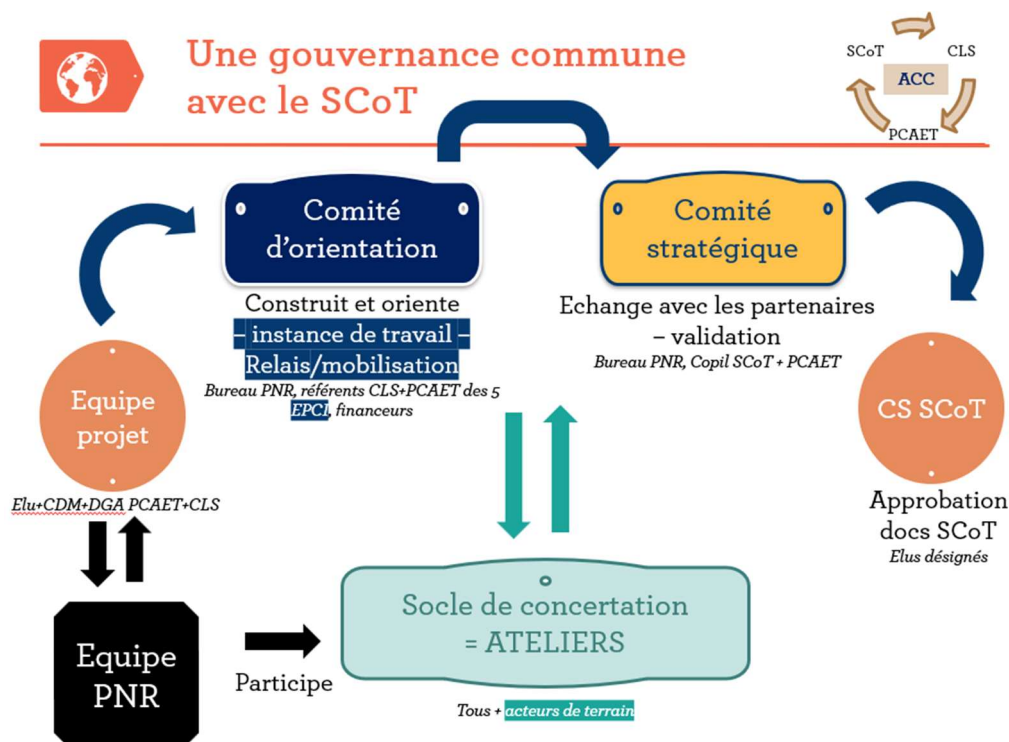 Une gouvernance commune
avec le SCoT
SCoT
CLS
ACC
PCAET
Comité
d'orientation
Construit et oriente
– instance de travail –
Relais/mobilisation
Bureau PNR, référents CLS+PCAET des 5
EPCI, financeurs
Comité
stratégique
Echange avec les partenaires
– validation
Bureau PNR, Copil SCoT + PCAET
Equipe
projet
Elu+CDM+DGA PCAET+CLS
CS SCoT
Approbation
docs SCoT
Elus désignés
Equipe
PNR
Participe
Socle de concertation
= ATELIERS
Tous + acteurs de terrain